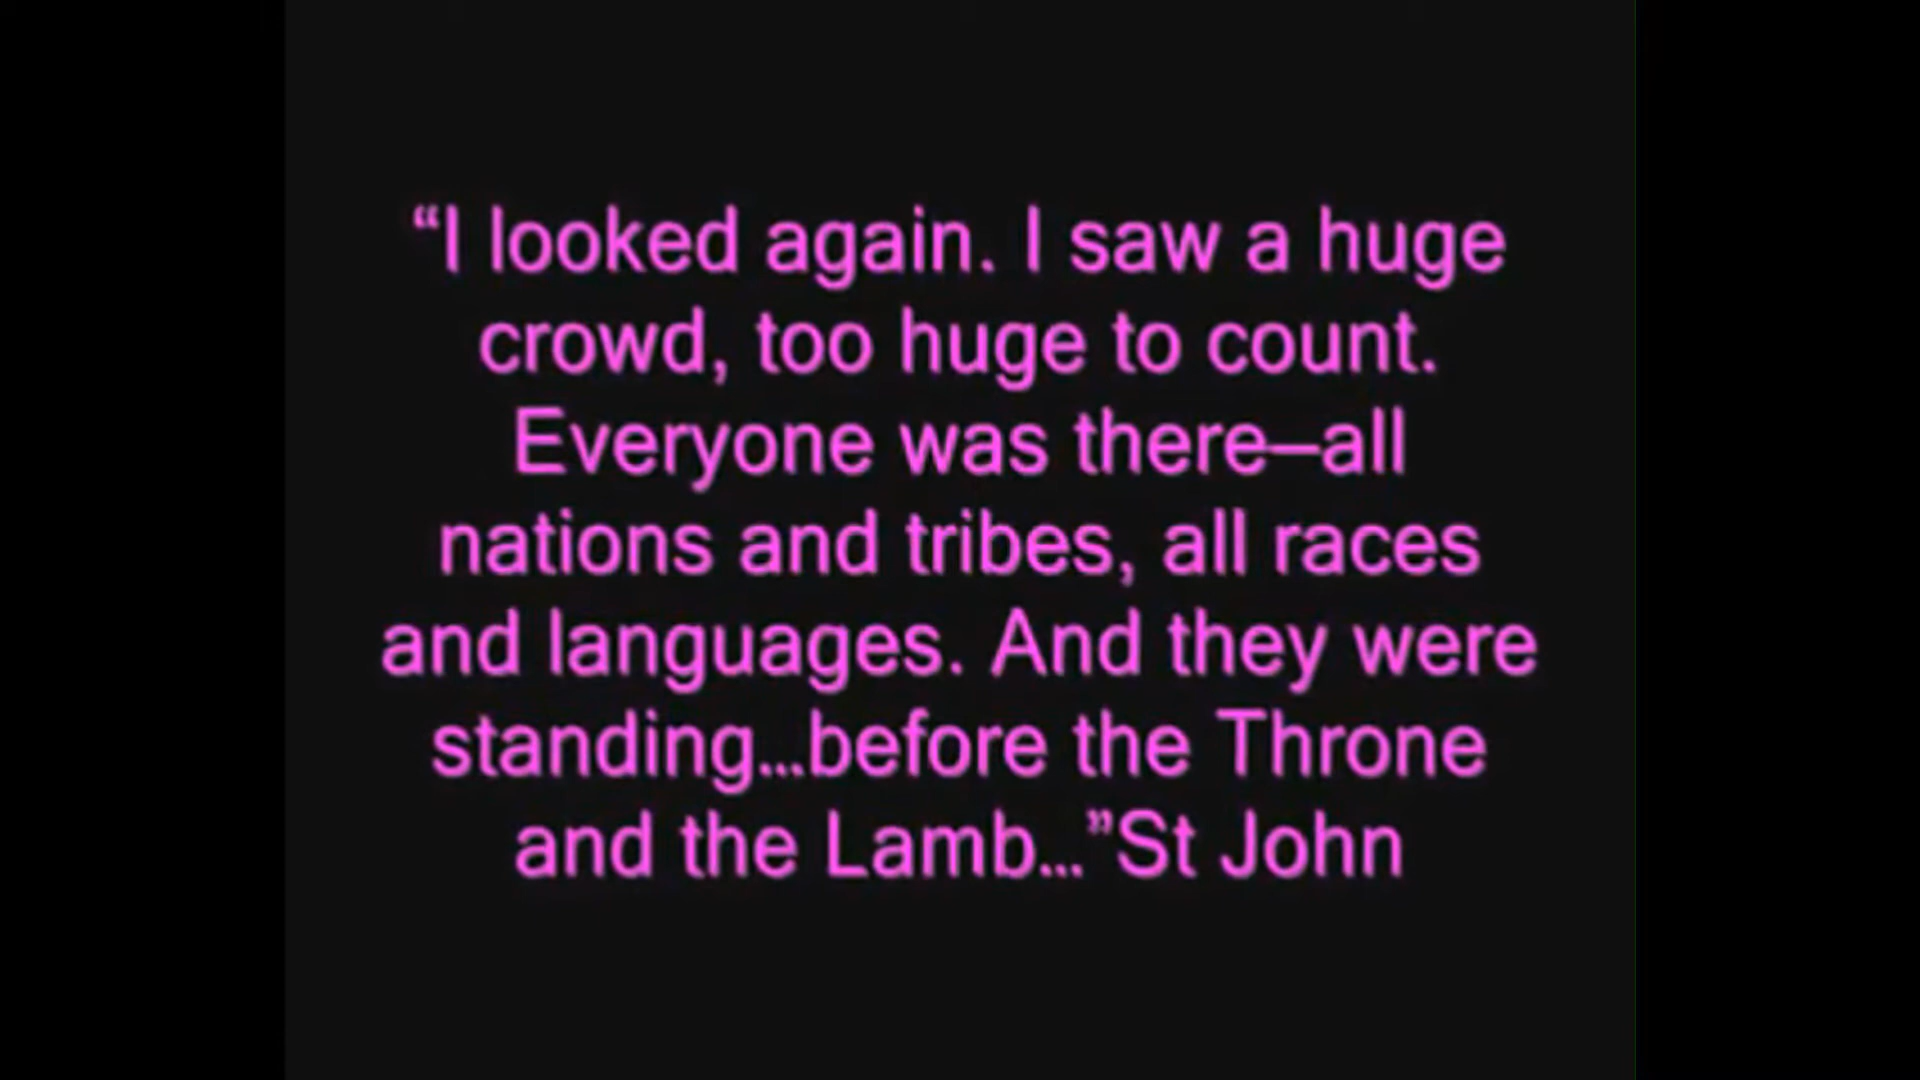 “I looked again. I saw a huge
crowd, too huge to count.
Everyone was there—all
nations and tribes, all races
and languages. And they were
standing...before the Throne
and the Lamb...”St John